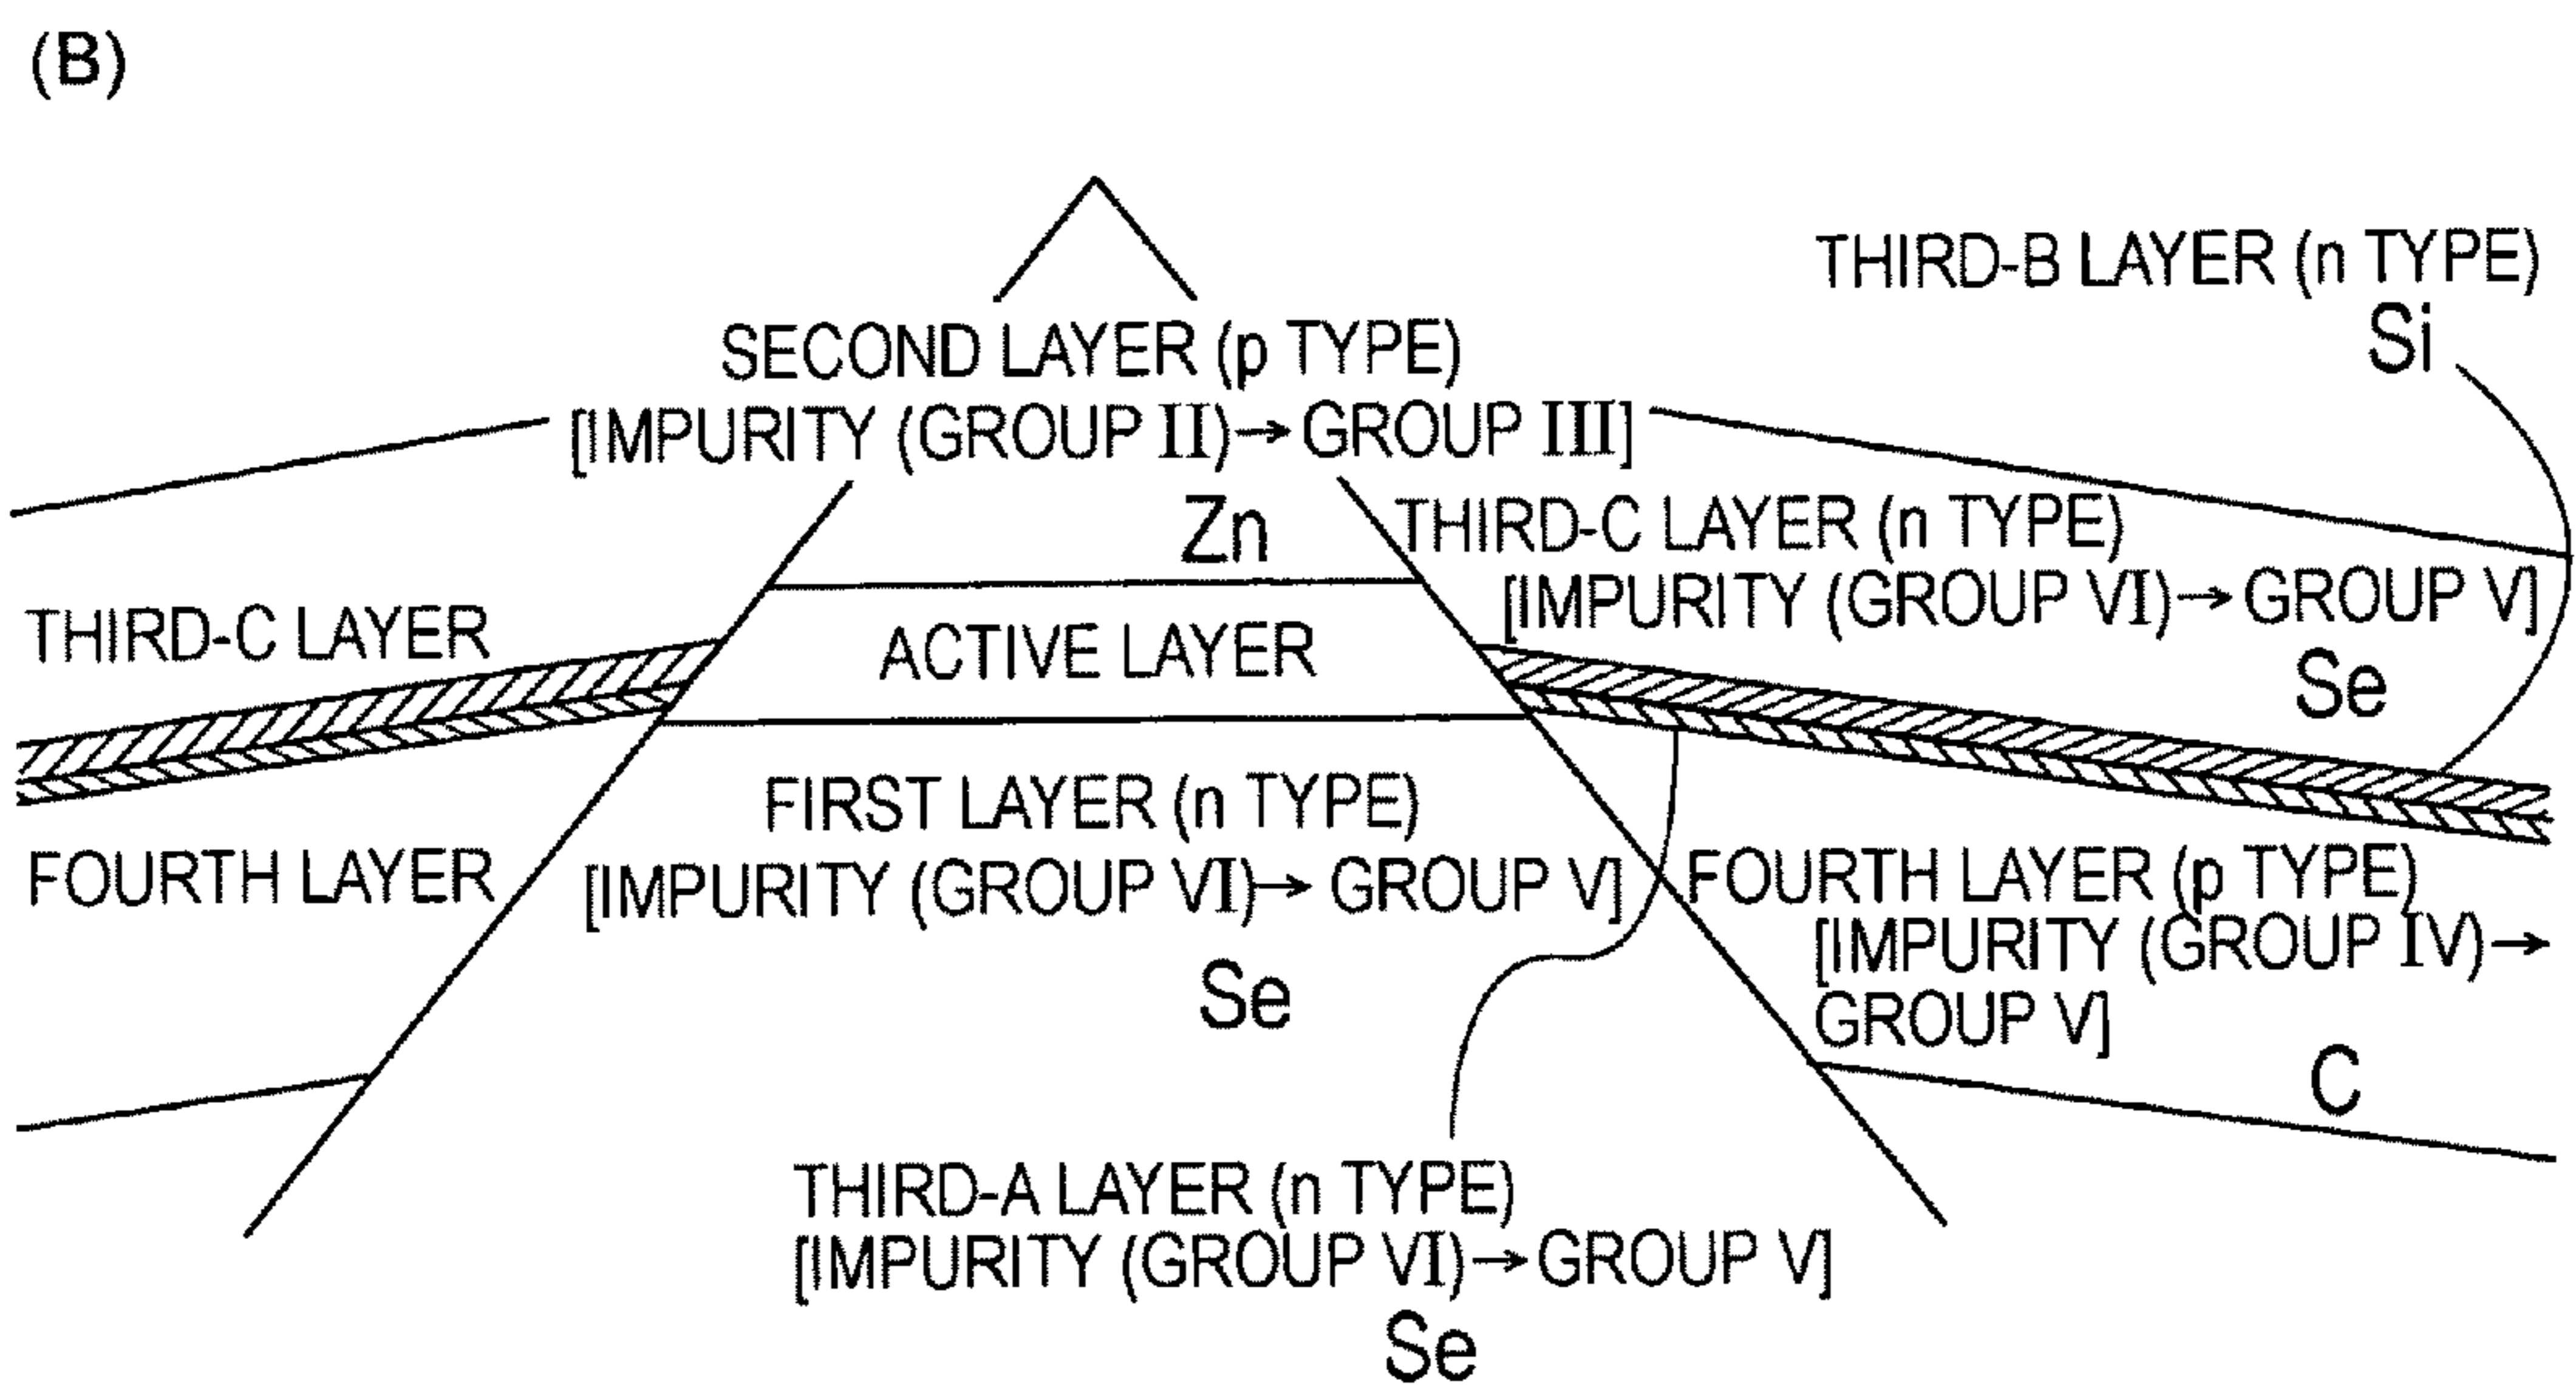 (B)
THIRD-B LAYER (n TYPE)
Si
SECOND LAYER (p TYPE)
[IMPURITY (GROUP II)→GROUP III]
Zn
THIRD-C LAYER (n TYPE)
[IMPURITY (GROUP VI)→GROUP V]
Se
THIRD-C LAYER
ACTIVE LAYER
FIRST LAYER (n TYPE)
[IMPURITY (GROUP VI)→ GROUP V]
Se
FOURTH LAYER
FOURTH LAYER (p TYPE)
[IMPURITY (GROUP IV)→
GROUP V]
C
THIRD-A LAYER (n TYPE)
[IMPURITY (GROUP VI)→GROUP V]
Se